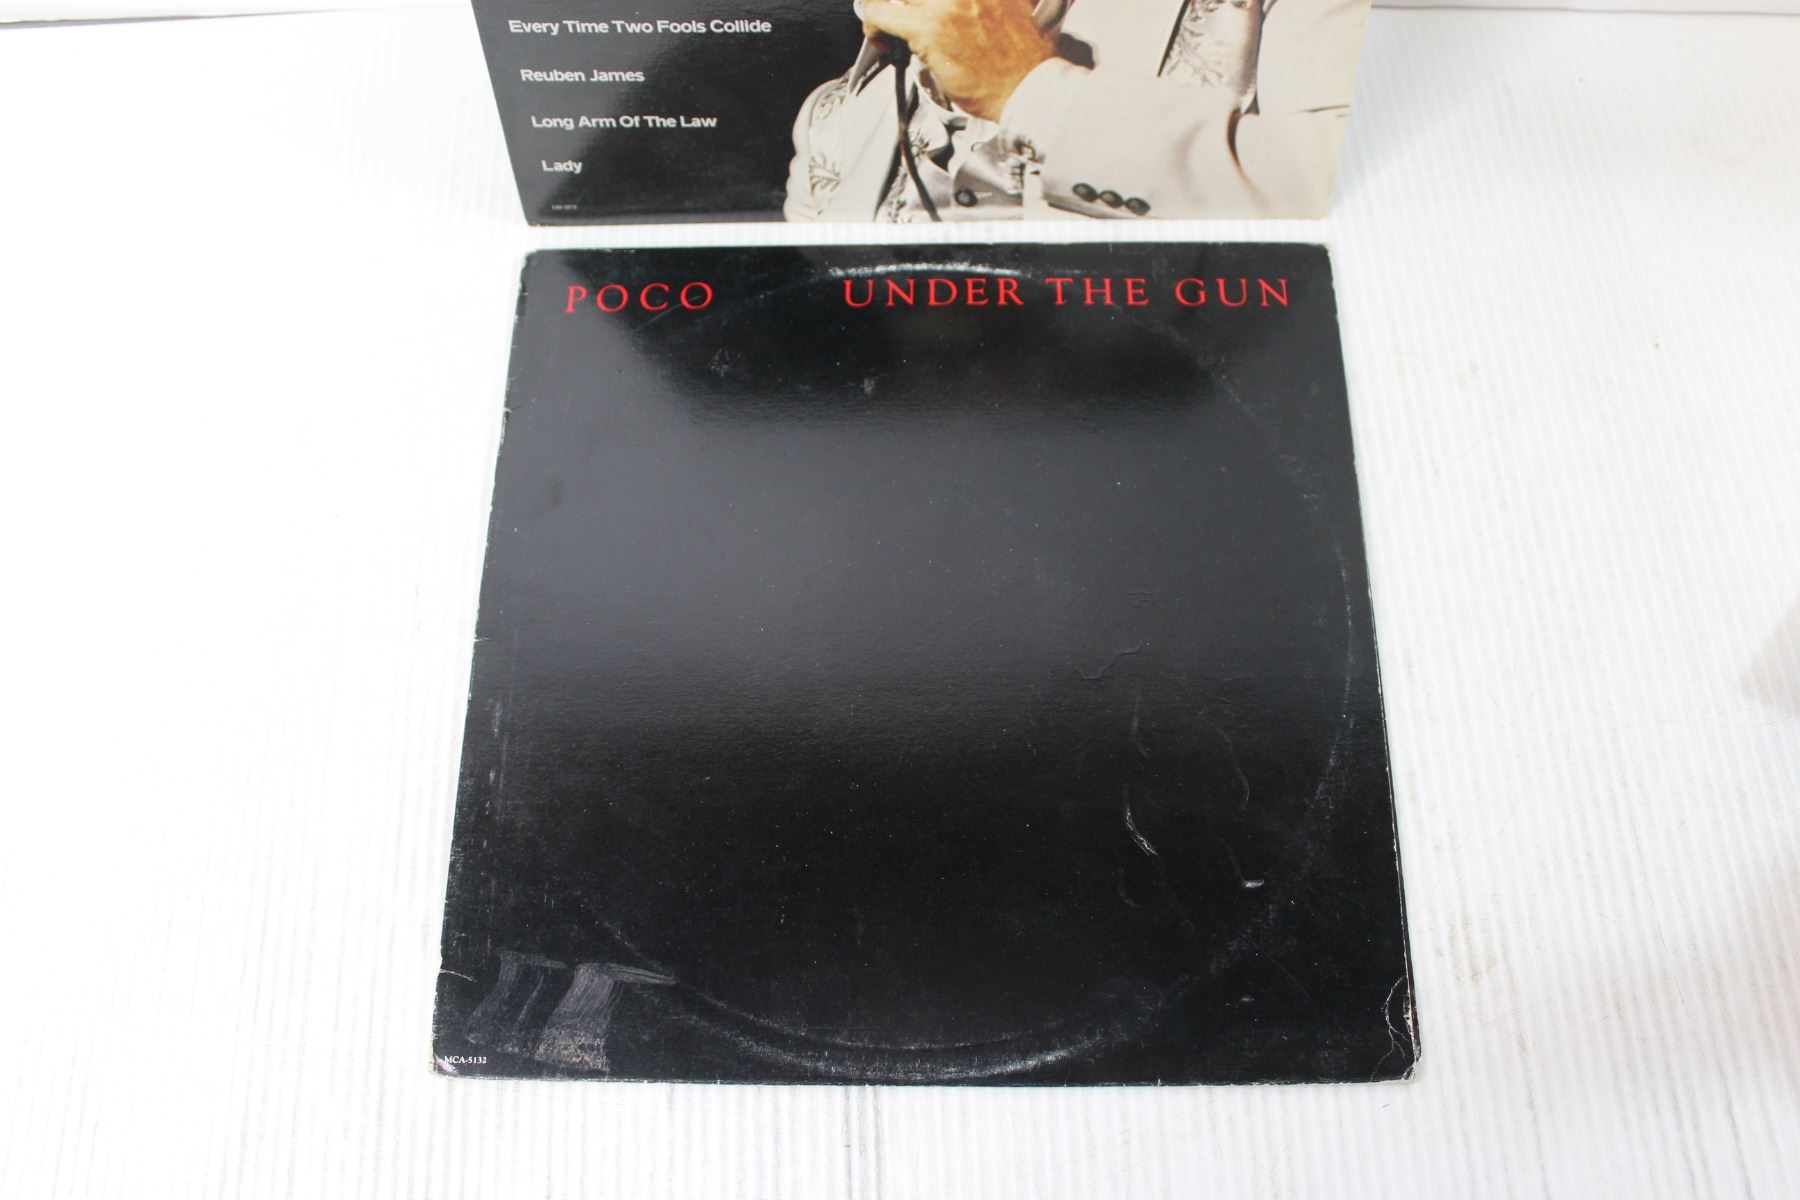 Every Time Two Fools Collide
Reuben James
Long Arm Of The Law
Lady
POCO UNDER THE GUN
MCA-5132